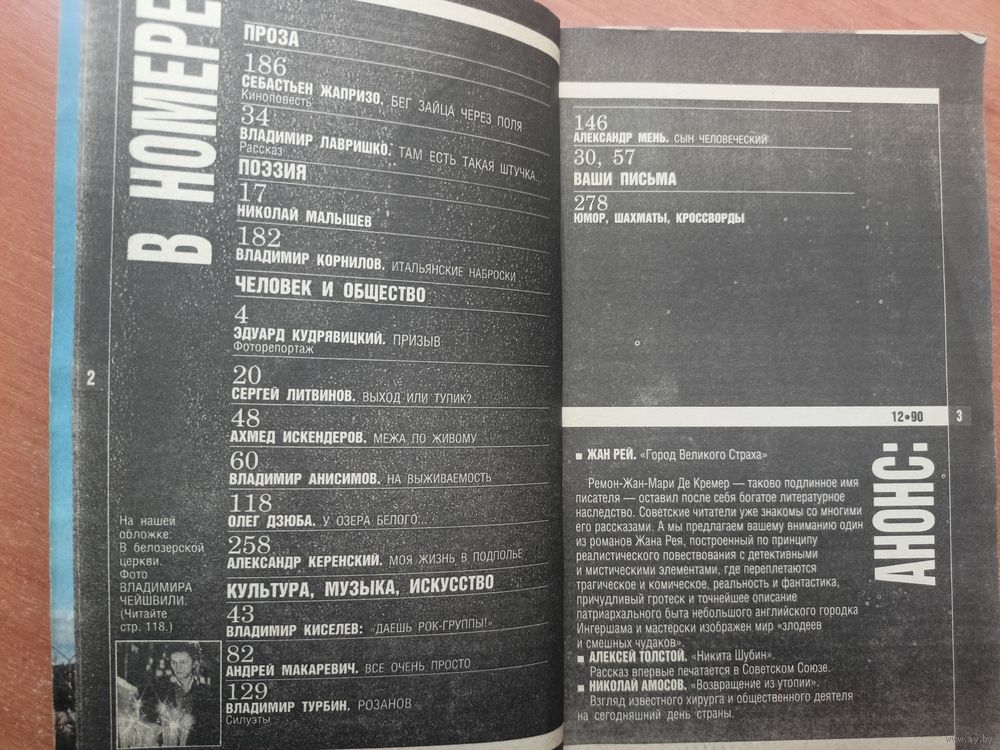 В НОМЕРЕ
ПРОЗА
186
СЕБАСТЬЕН ЖАПРИЗО. БЕГ ЗАЙЦА ЧЕРЕЗ ПОЛЯ
Киноповесть
34
ВЛАДИМИР ЛАВРИШКО. ТАМ ЕСТЬ ТАКАЯ ШТУЧКА...
Рассказ
ПОЭЗИЯ
17
НИКОЛАЙ МАЛЫШЕВ
182
ВЛАДИМИР КОРНИЛОВ. ИТАЛЬЯНСКИЕ НАБРОСКИ
ЧЕЛОВЕК И ОБЩЕСТВО
4
ЭДУАРД КУДРЯВИЦКИЙ. ПРИЗЫВ
Фоторепортаж
20
СЕРГЕЙ ЛИТВИНОВ. ВЫХОД ИЛИ ТУПИК?
48
АХМЕД ИСКЕНДЕРОВ. МЕЖА ПО ЖИВОМУ
60
ВЛАДИМИР АНИСИМОВ. НА ВЫЖИВАЕМОСТЬ
118
ОЛЕГ ДЗЮБА. У ОЗЕРА БЕЛОГО...
258
АЛЕКСАНДР КЕРЕНСКИЙ. МОЯ ЖИЗНЬ В ПОДПОЛЬЕ
КУЛЬТУРА, МУЗЫКА, ИСКУССТВО
43
ВЛАДИМИР КИСЕЛЕВ: «ДАЕШЬ РОК-ГРУППЫ!»
82
АНДРЕЙ МАКАРЕВИЧ. ВСЕ ОЧЕНЬ ПРОСТО
129
ВЛАДИМИР ТУРБИН. РОЗАНОВ
Силуэты
2
На нашей
обложке:
В белозерской
церкви.
Фото
ВЛАДИМИРА
ЧЕЙШВИЛИ.
(Читайте
стр. 118.)
146
АЛЕКСАНДР МЕНЬ. СЫН ЧЕЛОВЕЧЕСКИЙ
30, 57
ВАШИ ПИСЬМА
278
ЮМОР, ШАХМАТЫ, КРОССВОРДЫ
12•90
3
АНОНС:
■ ЖАН РЕЙ. «Город Великого Страха»
Ремон-Жан-Мари Де Кремер — таково подлинное имя
писателя — оставил после себя богатое литературное
наследство. Советские читатели уже знакомы со многими
его рассказами. А мы предлагаем вашему вниманию один
из романов Жана Рея, построенный по принципу
реалистического повествования с детективными
и мистическими элементами, где переплетаются
трагическое и комическое, реальность и фантастика,
причудливый гротеск и точнейшее описание
патриархального быта небольшого английского городка
Ингершама и мастерски изображен мир «злодеев
и смешных чудаков».
■ АЛЕКСЕЙ ТОЛСТОЙ. «Никита Шубин».
Рассказ впервые печатается в Советском Союзе.
■ НИКОЛАЙ АМОСОВ. «Возвращение из утопии».
Взгляд известного хирурга и общественного деятеля
на сегодняшний день страны.
www.ay.by